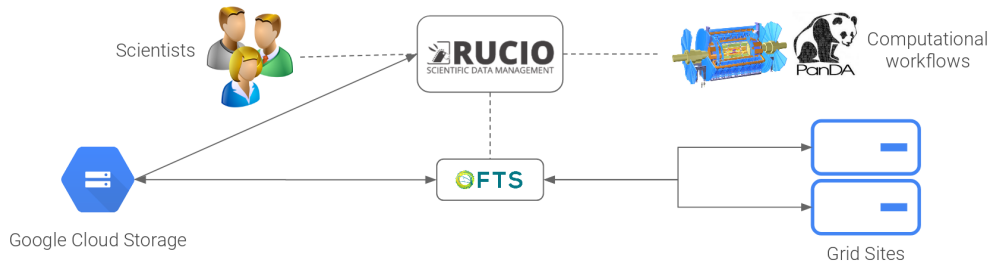 Scientists
RUCIO
SCIENTIFIC DATA MANAGEMENT
PanDA
Computational
workflows
FTS
Google Cloud Storage
Grid Sites